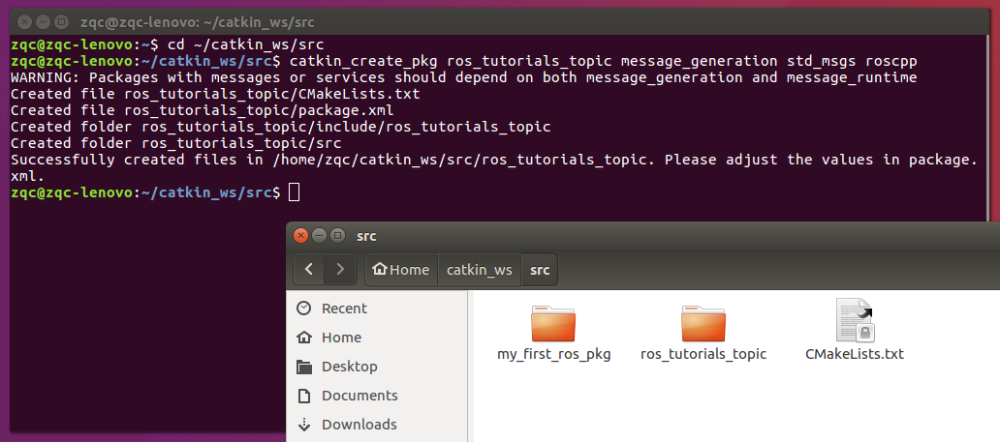 zqc@zqc-lenovo: ~/catkin_ws/src
zqc@zqc-lenovo:~$ cd ~/catkin_ws/src
zqc@zqc-lenovo:~/catkin_ws/src$ catkin_create_pkg ros_tutorials_topic message_generation std_msgs roscpp
WARNING: Packages with messages or services should depend on both message_generation and message_runtime
Created file ros_tutorials_topic/CMakeLists.txt
Created file ros_tutorials_topic/package.xml
Created folder ros_tutorials_topic/include/ros_tutorials_topic
Created folder ros_tutorials_topic/src
Successfully created files in /home/zqc/catkin_ws/src/ros_tutorials_topic. Please adjust the values in package.
xml.
zqc@zqc-lenovo:~/catkin_ws/src$
src
Home catkin_ws src
Recent
Home
Desktop
Documents
Downloads
my_first_ros_pkg ros_tutorials_topic CMakeLists.txt